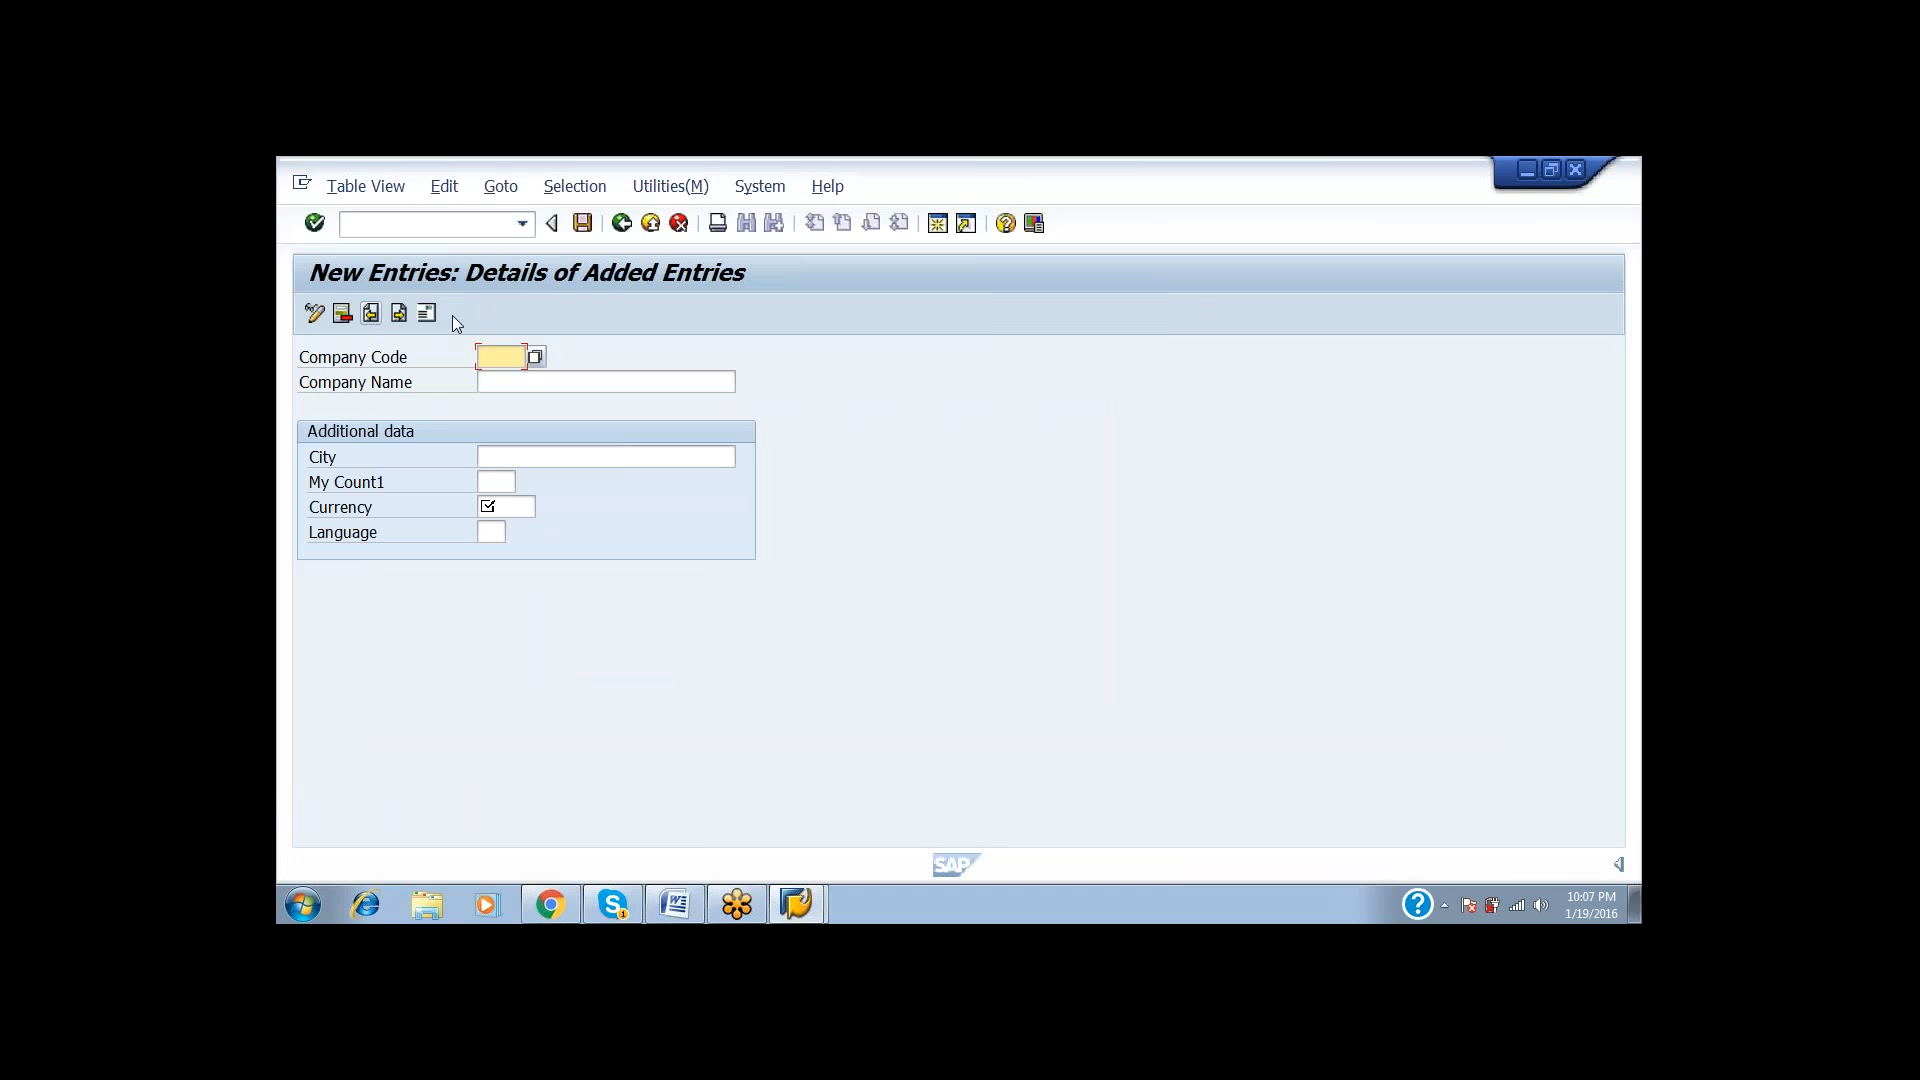 Table View Edit Goto Selection Utilities(M) System Help
New Entries: Details of Added Entries
Company Code
Company Name
Additional data
City
My Count1
Currency
Language
SAP
S 1
W
?
10:07 PM
1/19/2016